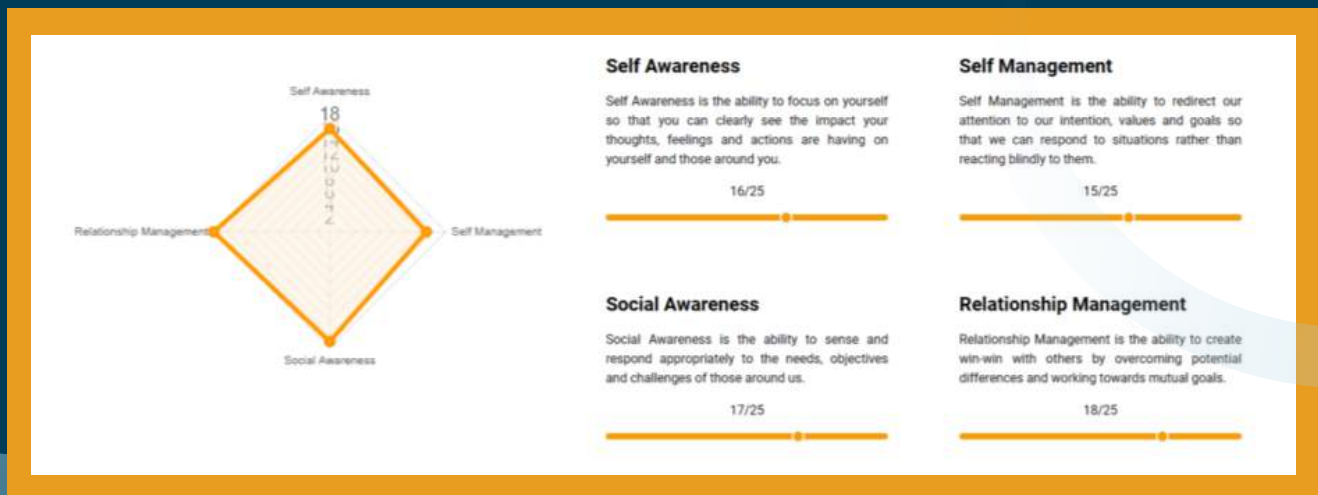 Self Awareness
18
Relationship Management
Self Management
Social Awareness
Self Awareness
Self Awareness is the ability to focus on yourself
so that you can clearly see the impact your
thoughts, feelings and actions are having on
yourself and those around you.
16/25
Self Management
Self Management is the ability to redirect our
attention to our intention, values and goals so
that we can respond to situations rather than
reacting blindly to them.
15/25
Social Awareness
Social Awareness is the ability to sense and
respond appropriately to the needs, objectives
and challenges of those around us.
17/25
Relationship Management
Relationship Management is the ability to create
win-win with others by overcoming potential
differences and working towards mutual goals.
18/25